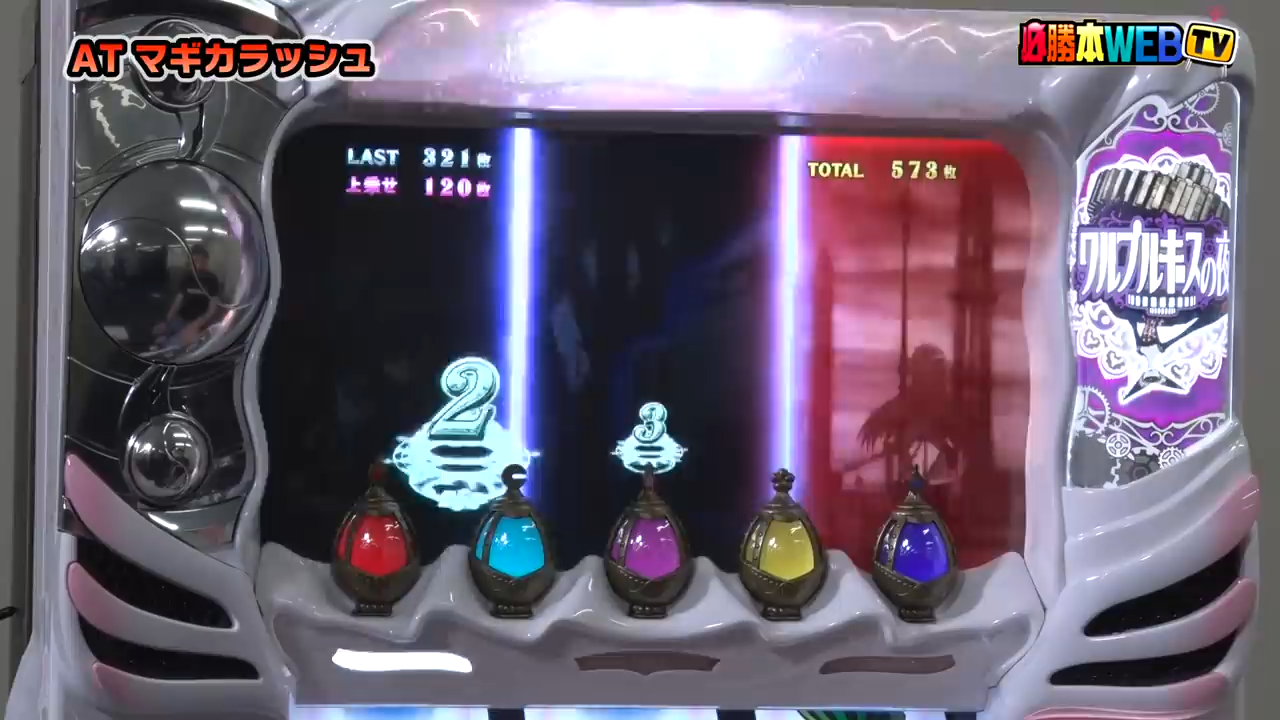 AT マギカラッシュ
必勝本WEBTV
LAST 321枚
上乗せ 120枚
TOTAL 573枚
ワルプルギスの夜
2
3